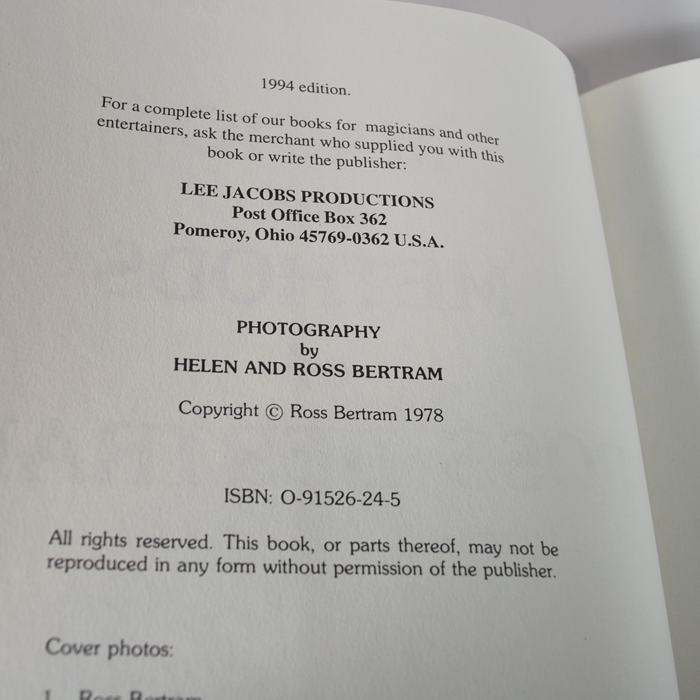 1994 edition.
For a complete list of our books for magicians and other
entertainers, ask the merchant who supplied you with this
book or write the publisher:
LEE JACOBS PRODUCTIONS
Post Office Box 362
Pomeroy, Ohio 45769-0362 U.S.A.
PHOTOGRAPHY
by
HELEN AND ROSS BERTRAM
Copyright © Ross Bertram 1978
ISBN: O-91526-24-5
All rights reserved. This book, or parts thereof, may not be
reproduced in any form without permission of the publisher.
Cover photos:
1. Ross Bertram